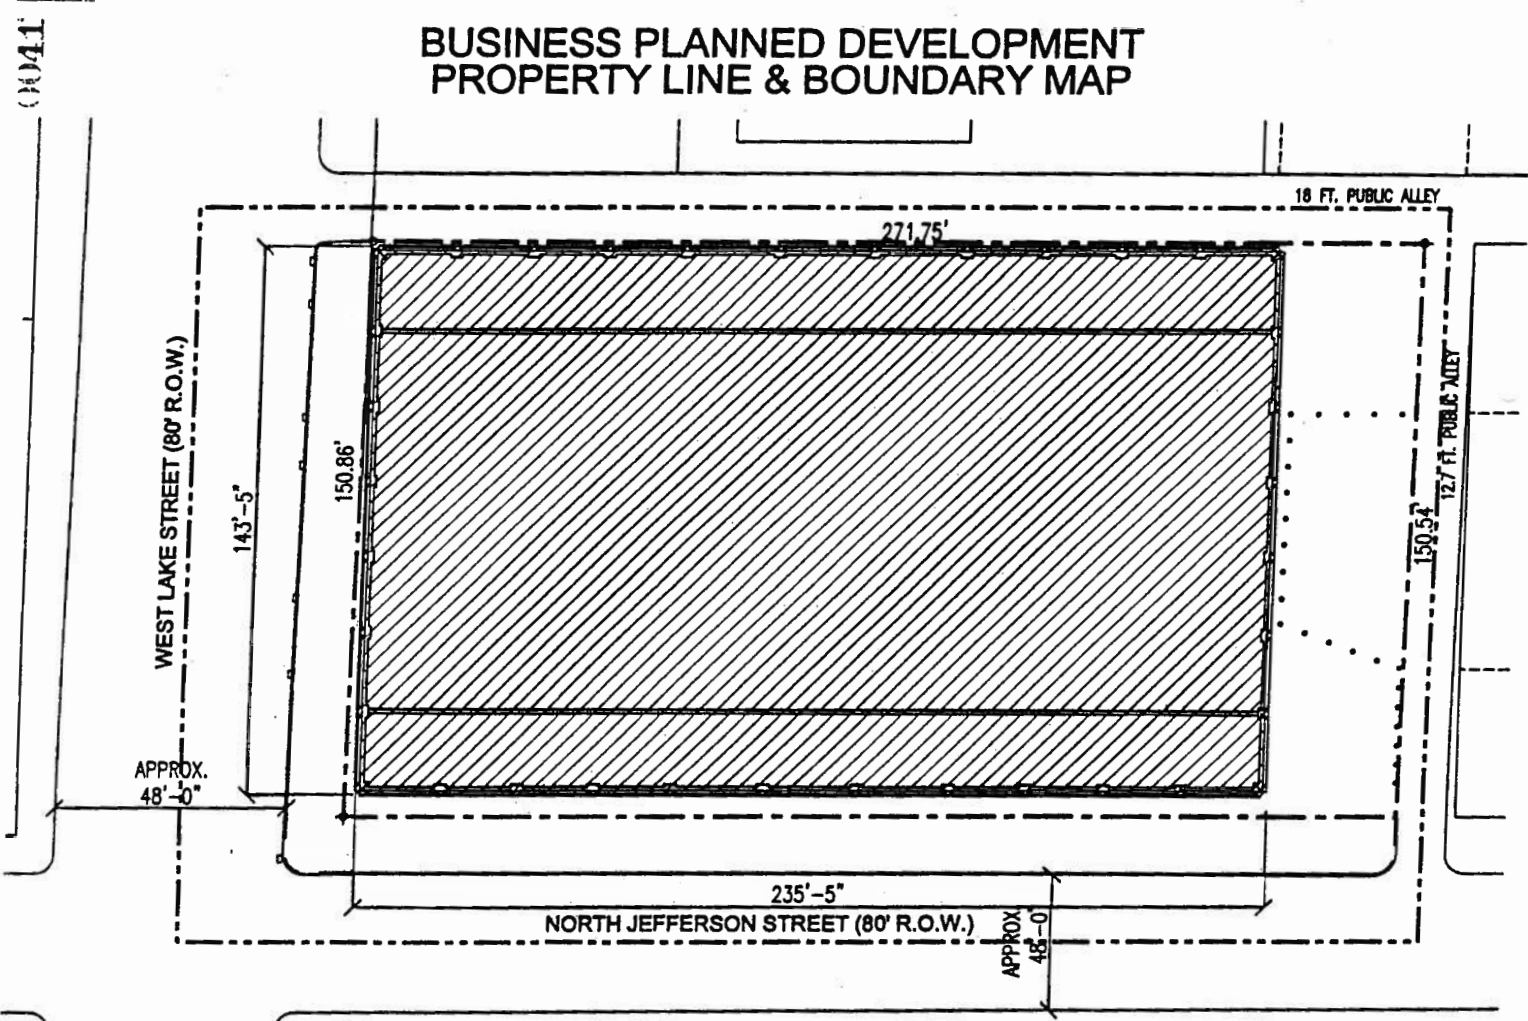 0041
BUSINESS PLANNED DEVELOPMENT
PROPERTY LINE & BOUNDARY MAP
18 FT. PUBLIC ALLEY
271.75'
WEST LAKE STREET (80' R.O.W.)
143'-5"
150.86'
12.7 FT. PUBLIC ALLEY
150.54'
APPROX.
48'-0"
235'-5"
NORTH JEFFERSON STREET (80' R.O.W.)
APPROX.
48'-0"